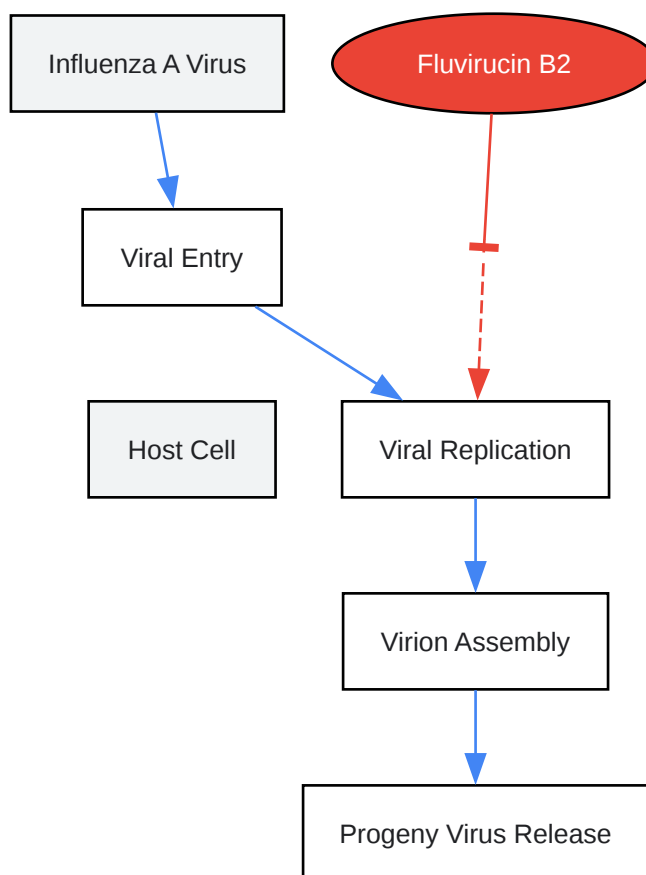 Influenza A Virus
Fluvirucin B2
Viral Entry
Host Cell
Viral Replication
Virion Assembly
Progeny Virus Release